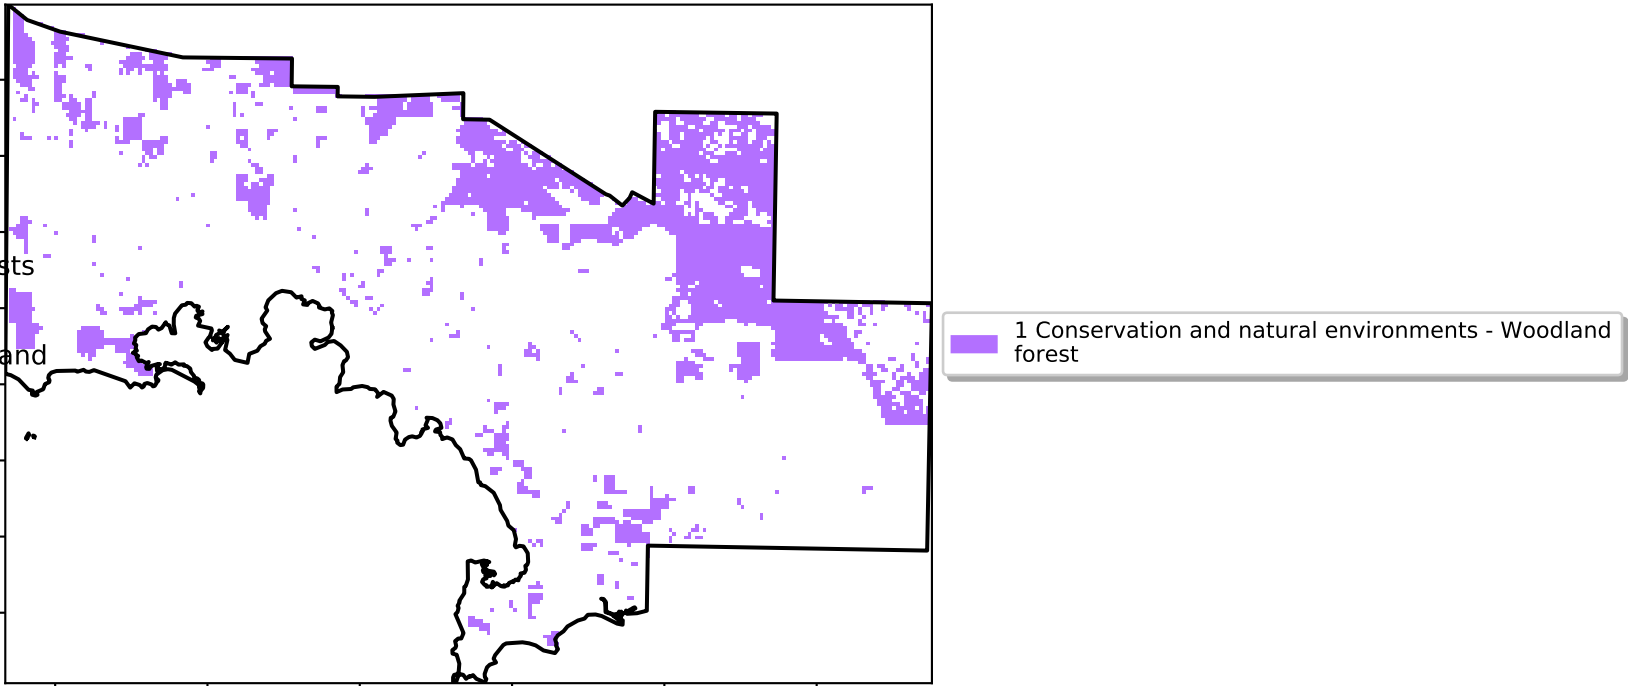 sts
and
1 Conservation and natural environments - Woodland
forest